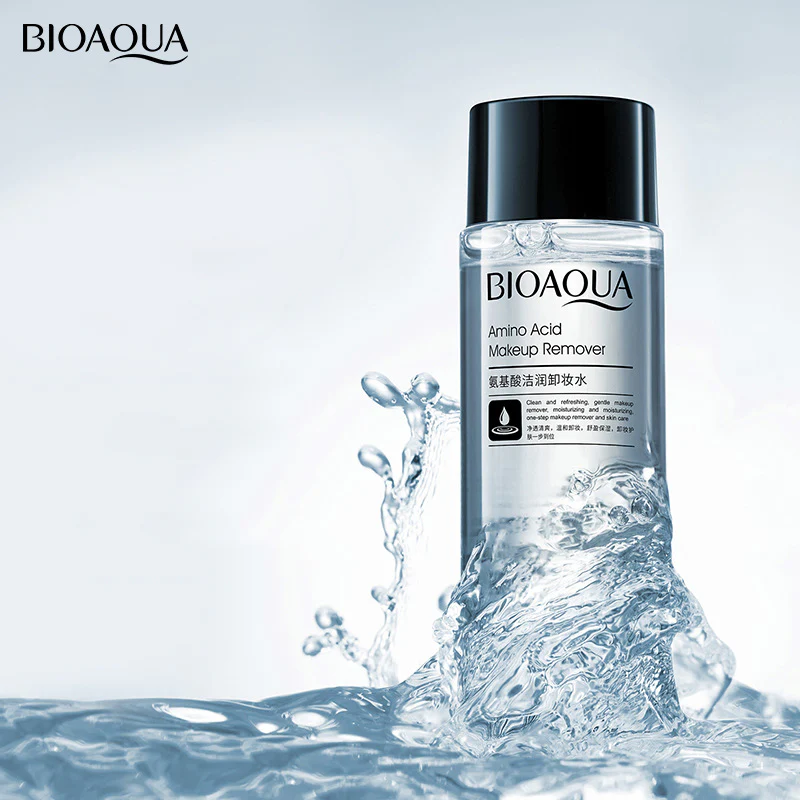 BIOAQUA
BIOAQUA
Amino Acid
Makeup Remover
氨基酸洁润卸妆水
Clean and refreshing, gentle makeup
remover, moisturizing and moisturizing,
one-step makeup remover and skin care
净透清爽，温和卸妆，舒盈保湿，卸妆护
肤一步到位